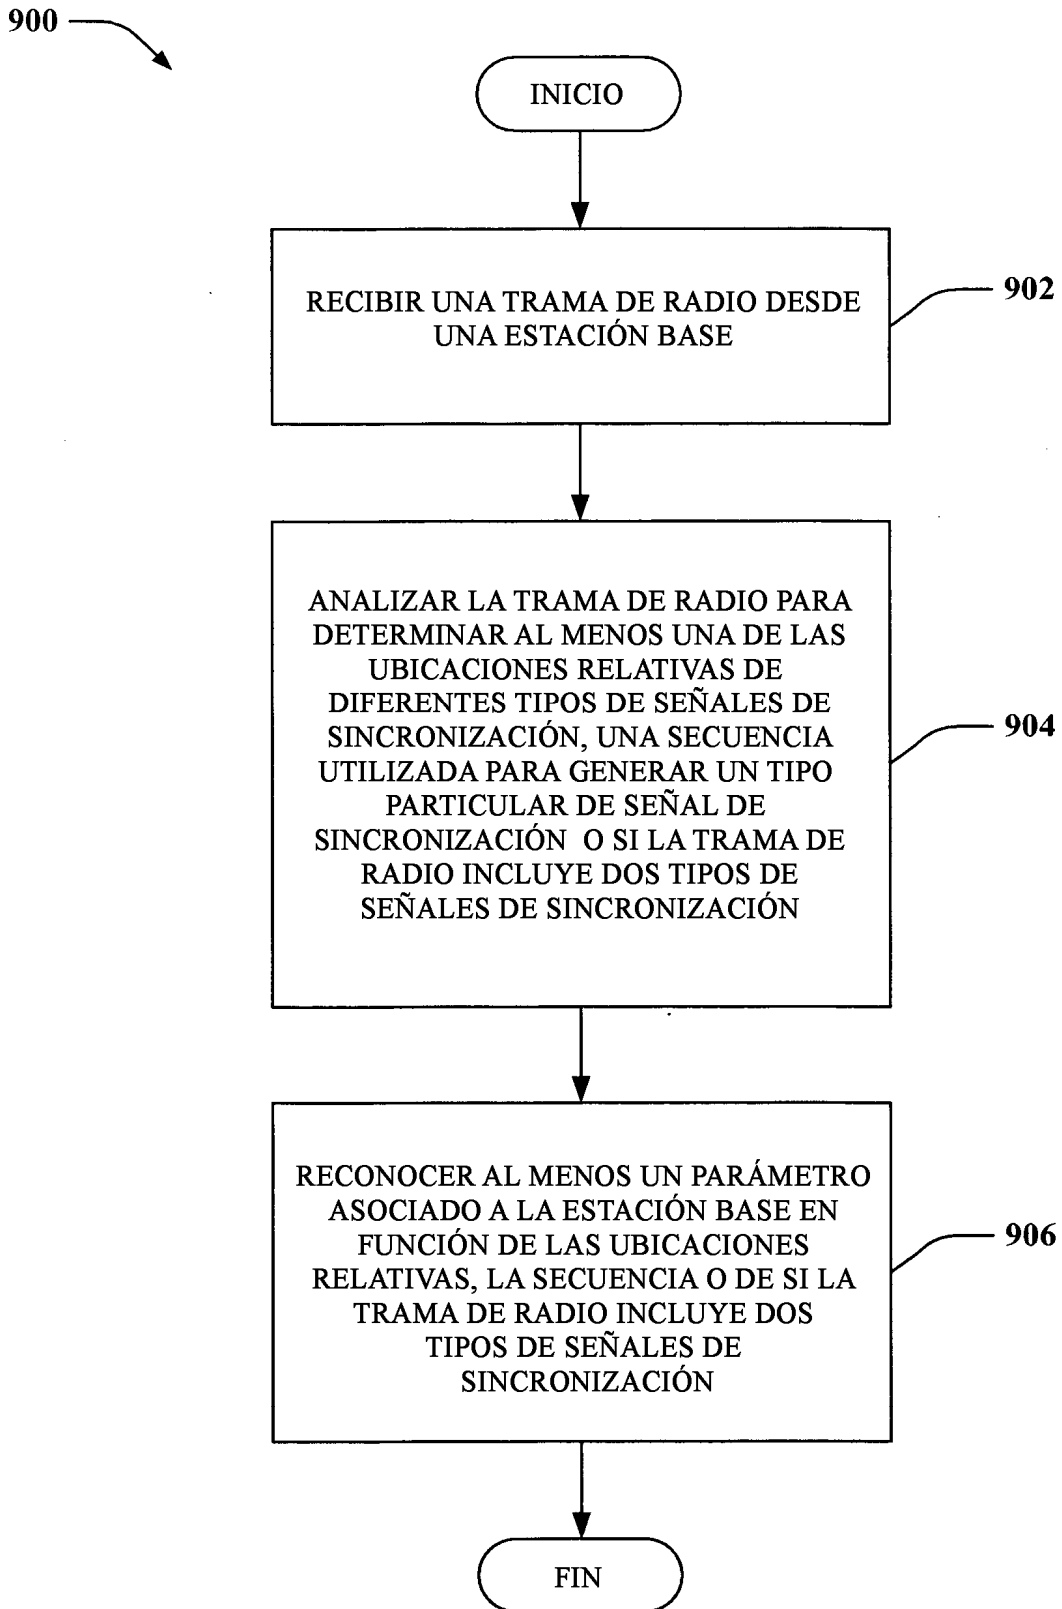 900
INICIO
RECIBIR UNA TRAMA DE RADIO DESDE
UNA ESTACIÓN BASE
902
ANALIZAR LA TRAMA DE RADIO PARA
DETERMINAR AL MENOS UNA DE LAS
UBICACIONES RELATIVAS DE
DIFERENTES TIPOS DE SEÑALES DE
SINCRONIZACIÓN, UNA SECUENCIA
UTILIZADA PARA GENERAR UN TIPO
PARTICULAR DE SEÑAL DE
SINCRONIZACIÓN O SI LA TRAMA DE
RADIO INCLUYE DOS TIPOS DE
SEÑALES DE SINCRONIZACIÓN
904
RECONOCER AL MENOS UN PARÁMETRO
ASOCIADO A LA ESTACIÓN BASE EN
FUNCIÓN DE LAS UBICACIONES
RELATIVAS, LA SECUENCIA O DE SI LA
TRAMA DE RADIO INCLUYE DOS
TIPOS DE SEÑALES DE
SINCRONIZACIÓN
906
FIN